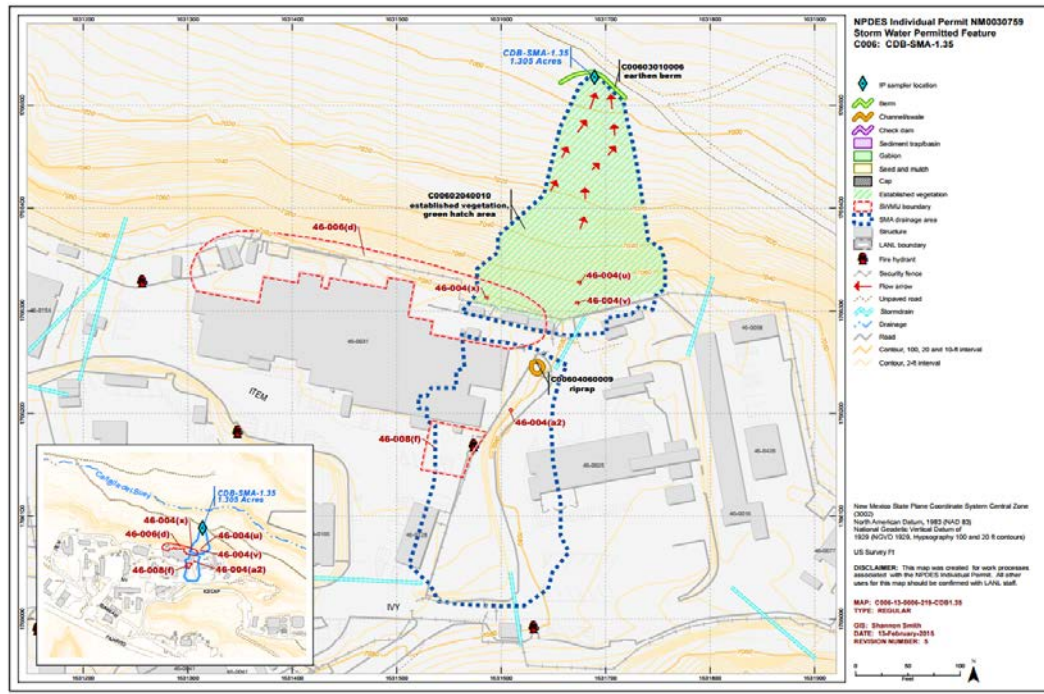 1631200 1631300 1631400 1631500 1631600 1631700 1631800 1631900
CDB-SMA-1.35
1.305 Acres
C00603010006
earthen berm
C00602040010
established vegetation,
green hatch area
46-006(d)
46-004(x)
46-004(u)
46-004(v)
C00604060009
riprap
46-004(a2)
46-008(f)
ITEM
IVY
CDB-SMA-1.35
1.305 Acres
46-004(x)
46-006(d)
46-004(u)
46-004(v)
46-008(f)
46-004(a2)
1631200 1631300 1631400 1631500 1631600 1631700 1631800 1631900
NPDES Individual Permit NM0030759
Storm Water Permitted Feature
C006: CDB-SMA-1.35
IP sampler location
Berm
Channel/swale
Check dam
Sediment trap/basin
Gabion
Seed and mulch
Cap
Established vegetation
SWMU boundary
SMA drainage area
Structure
LANL boundary
Fire hydrant
Security fence
Flow arrow
Unpaved road
Stormdrain
Drainage
Road
Contour, 100, 20 and 10-ft interval
Contour, 2-ft interval
New Mexico State Plane Coordinate System Central Zone
(3002)
North American Datum, 1983 (NAD 83)
National Geodetic Vertical Datum of
1929 (NGVD 1929, Hypsography 100 and 20 ft contours)
US Survey Ft
DISCLAIMER: This map was created for work processes
associated with the NPDES Individual Permit. All other
uses for this map should be confirmed with LANL staff.
MAP: C006-13-0006-219-CDB1.35
TYPE: REGULAR
GIS: Shannon Smith
DATE: 13-February-2015
REVISION NUMBER: 5
0 50 100
Feet
N